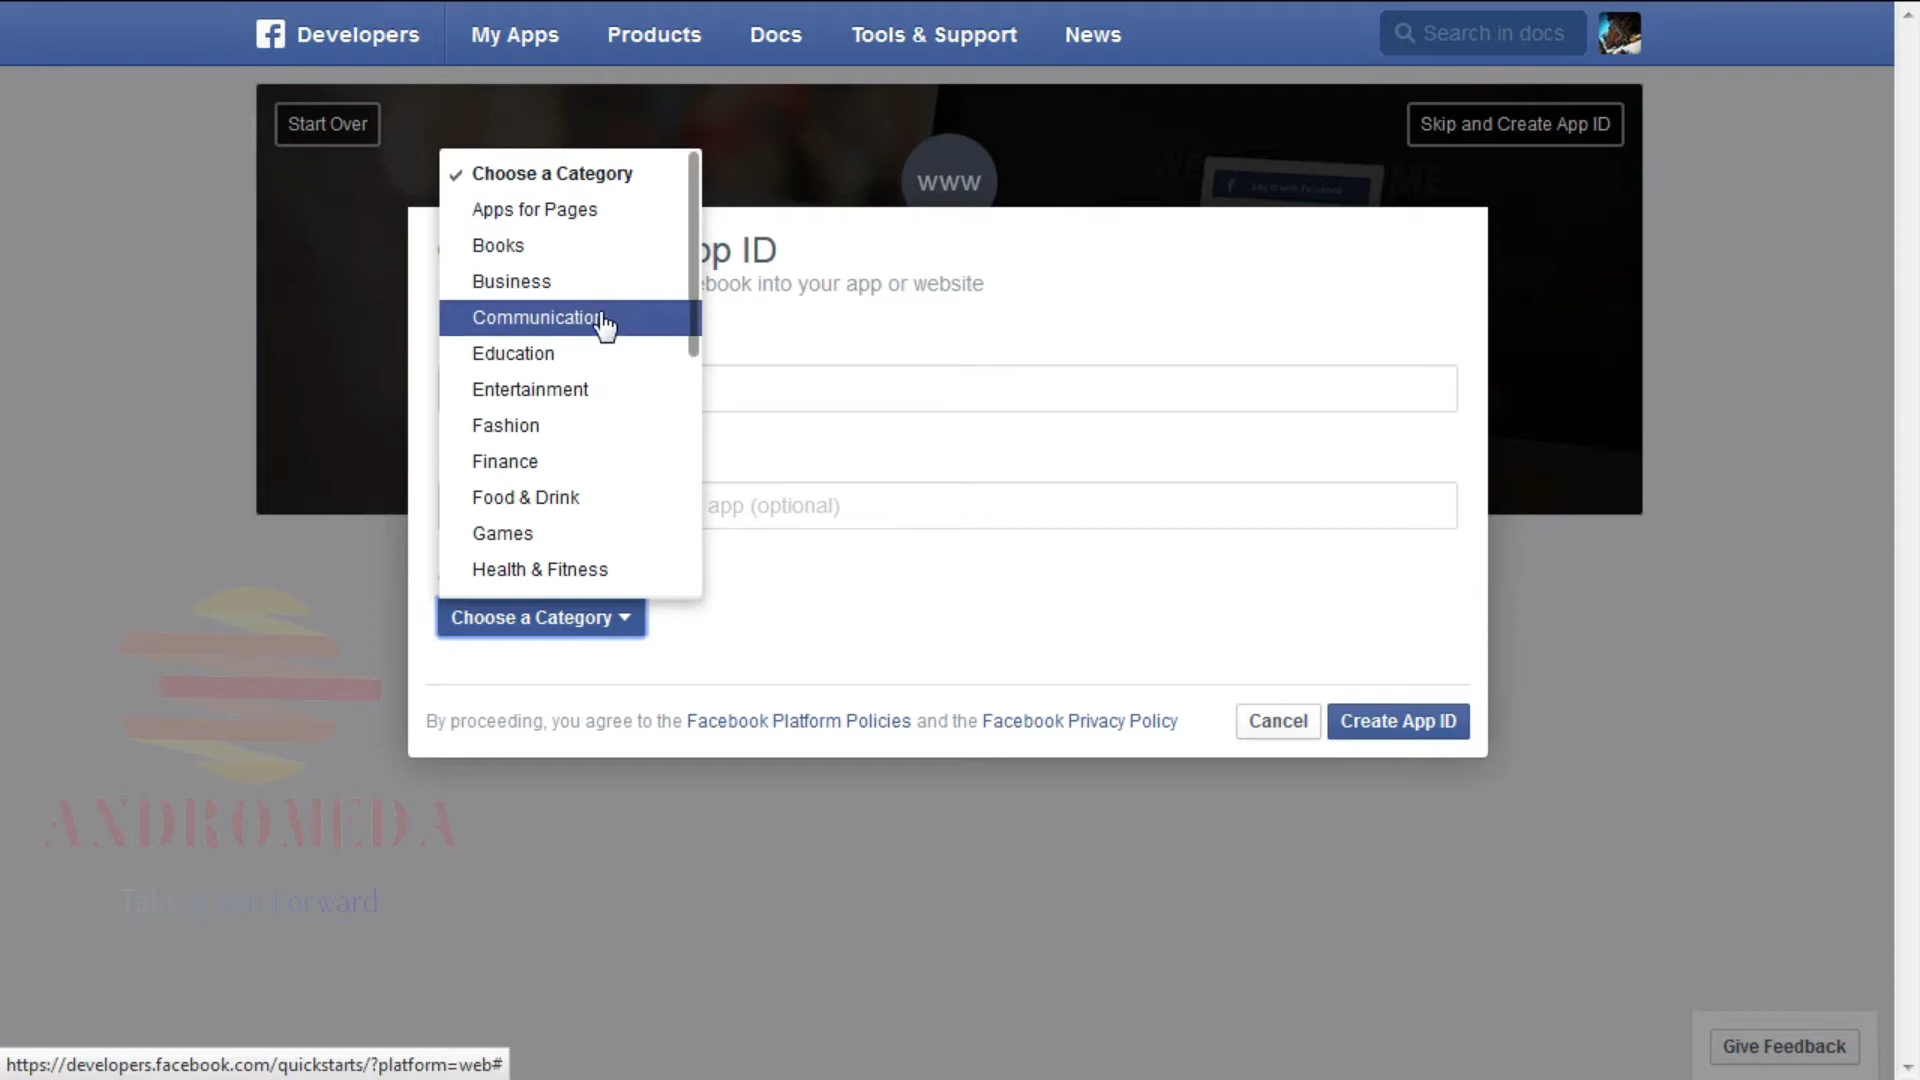 Developers
My Apps
Products
Docs
Tools & Support
News
Search in docs
Start Over
Skip and Create App ID
www
Choose a Category
Apps for Pages
Books
Business
Communication
Education
Entertainment
Fashion
Finance
Food & Drink
Games
Health & Fitness
App ID
ebook into your app or website
app (optional)
Choose a Category
By proceeding, you agree to the Facebook Platform Policies and the Facebook Privacy Policy
Cancel
Create App ID
ANDROMEDA
Forward
Give Feedback
https://developers.facebook.com/quickstarts/?platform=web#